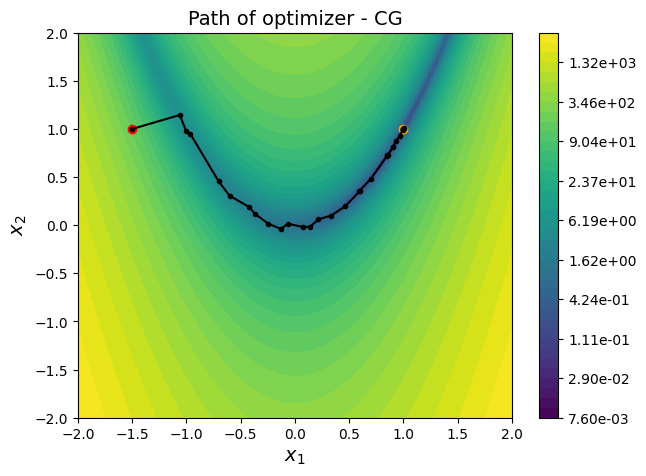 Path of optimizer - CG
2.0
1.5
1.0
0.5
0.0
−0.5
−1.0
−1.5
−2.0
x₂
−2.0 −1.5 −1.0 −0.5 0.0 0.5 1.0 1.5 2.0
x₁
1.32e+03
3.46e+02
9.04e+01
2.37e+01
6.19e+00
1.62e+00
4.24e-01
1.11e-01
2.90e-02
7.60e-03